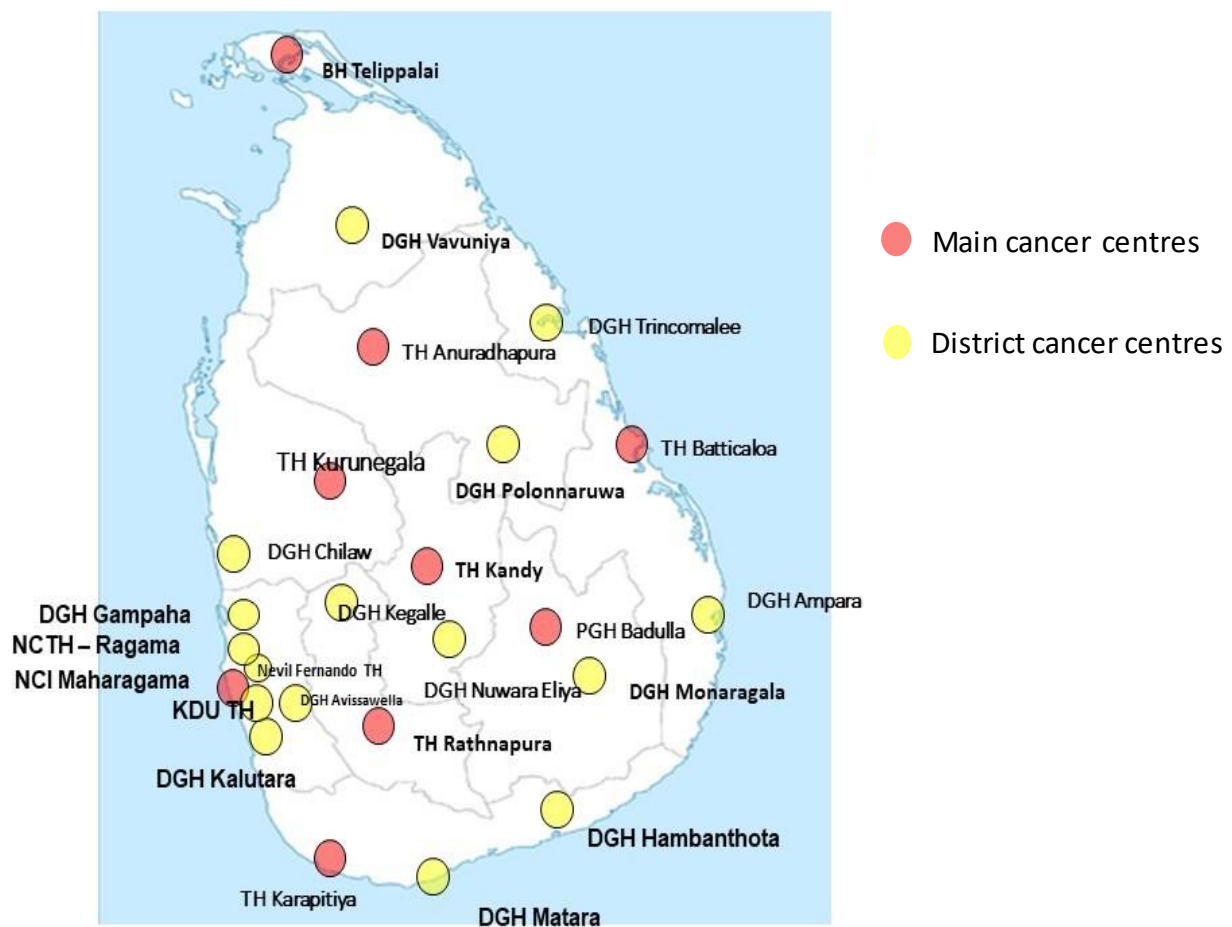 BH Telippalai
DGH Vavuniya
Main cancer centres
DGH Trincomalee
District cancer centres
TH Anuradhapura
TH Batticaloa
TH Kurunegala
DGH Polonnaruwa
DGH Chilaw
TH Kandy
DGH Ampara
DGH Gampaha
DGH Kegalle
PGH Badulla
NCTH – Ragama
Nevil Fernando TH
NCI Maharagama
DGH Nuwara Eliya
DGH Monaragala
DGH Avissawella
KDU TH
TH Rathnapura
DGH Kalutara
DGH Hambanthota
TH Karapitiya
DGH Matara